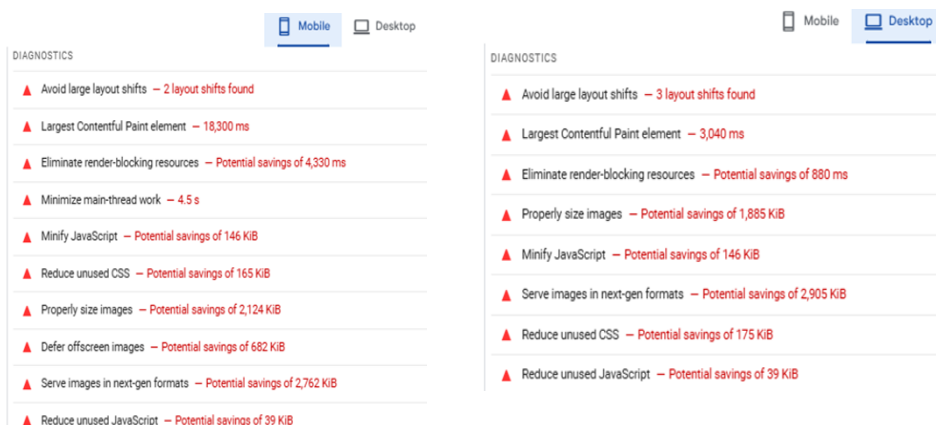 Mobile
Desktop
DIAGNOSTICS
Avoid large layout shifts — 2 layout shifts found
Largest Contentful Paint element — 18,300 ms
Eliminate render-blocking resources — Potential savings of 4,330 ms
Minimize main-thread work — 4.5 s
Minify JavaScript — Potential savings of 146 KiB
Reduce unused CSS — Potential savings of 165 KiB
Properly size images — Potential savings of 2,124 KiB
Defer offscreen images — Potential savings of 682 KiB
Serve images in next-gen formats — Potential savings of 2,762 KiB
Reduce unused JavaScript — Potential savings of 39 KiB
Mobile
Desktop
DIAGNOSTICS
Avoid large layout shifts — 3 layout shifts found
Largest Contentful Paint element — 3,040 ms
Eliminate render-blocking resources — Potential savings of 880 ms
Properly size images — Potential savings of 1,885 KiB
Minify JavaScript — Potential savings of 146 KiB
Serve images in next-gen formats — Potential savings of 2,905 KiB
Reduce unused CSS — Potential savings of 175 KiB
Reduce unused JavaScript — Potential savings of 39 KiB